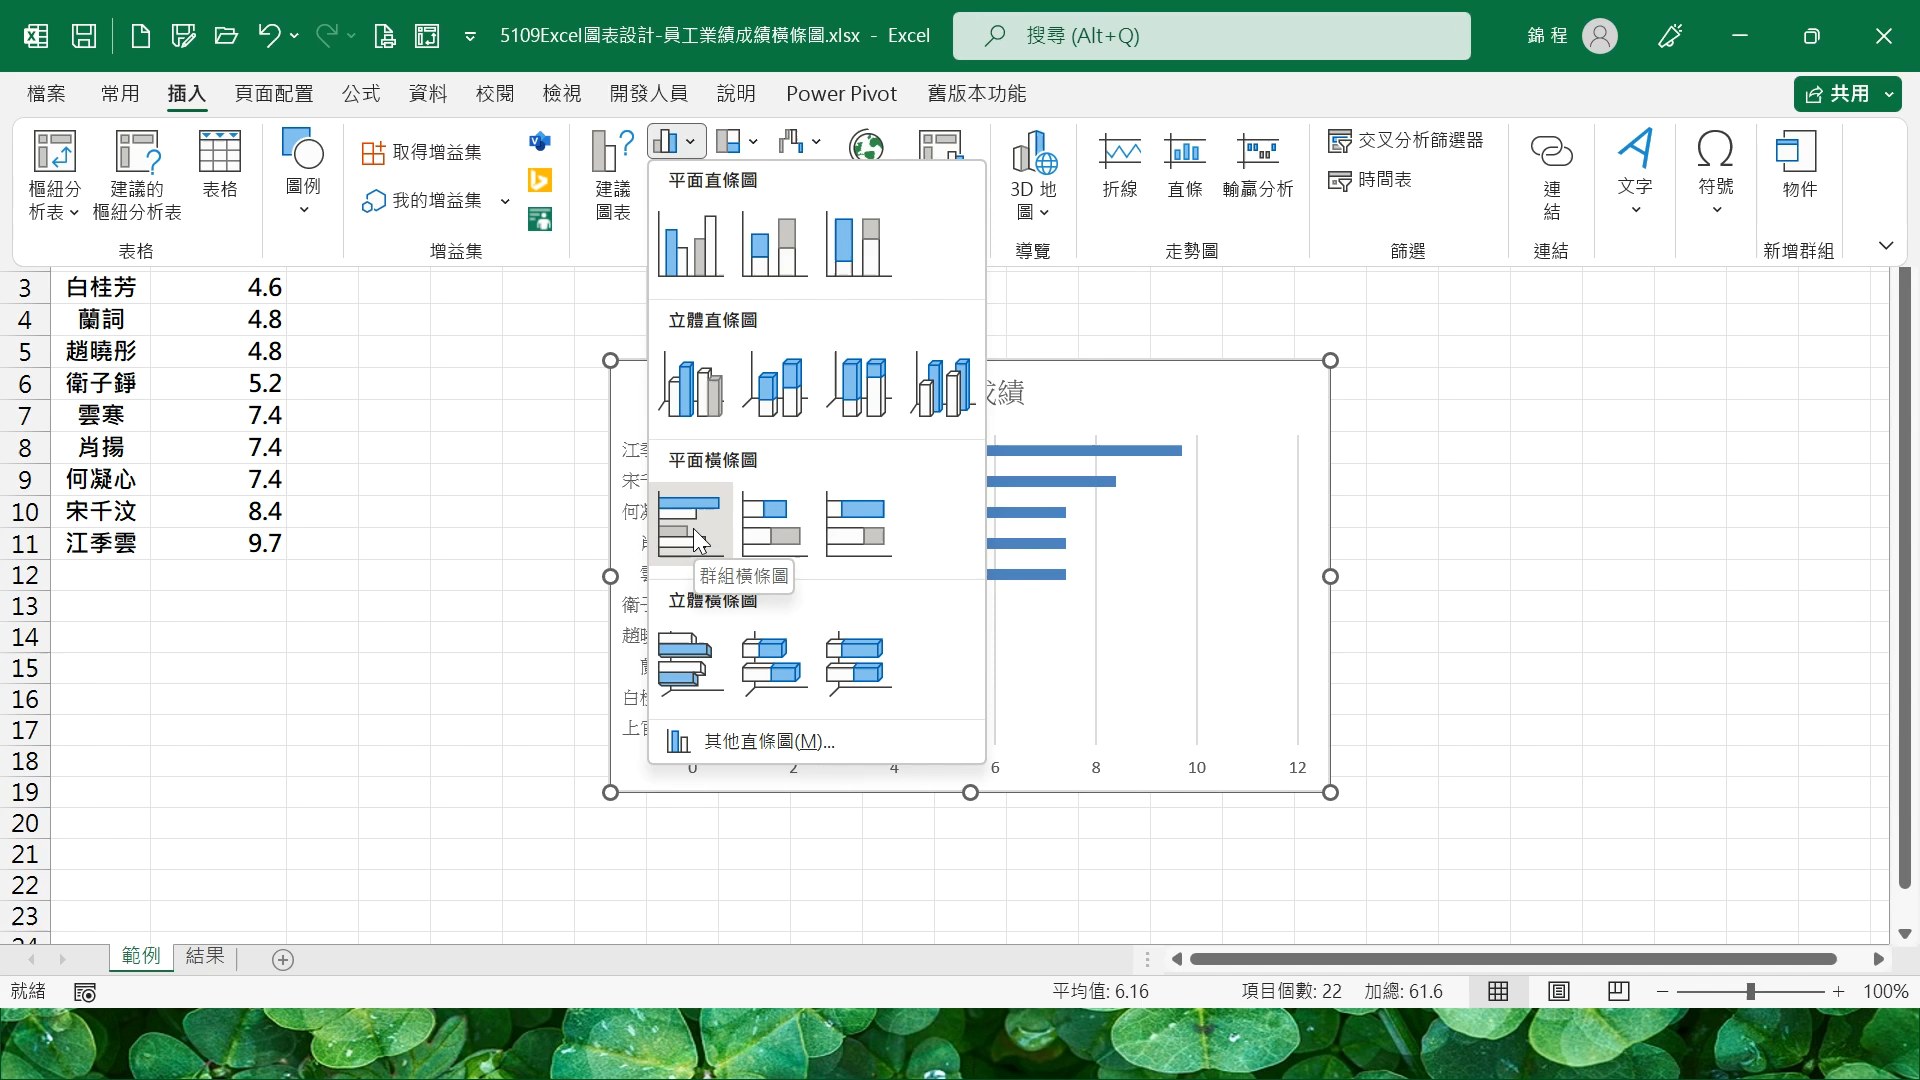 5109Excel圖表設計-員工業績成績橫條圖.xlsx - Excel
搜尋 (Alt+Q)
錦 程
檔案 常用 插入 頁面配置 公式 資料 校閱 檢視 開發人員 說明 Power Pivot 舊版本功能
共用
樞紐分析表
建議的樞紐分析表
表格
圖例
取得增益集
我的增益集
建議圖表
3D 地圖
折線
直條
輸贏分析
交叉分析篩選器
時間表
連結
文字
符號
物件
表格
增益集
導覽
走勢圖
篩選
連結
新增群組
平面直條圖
立體直條圖
平面橫條圖
群組橫條圖
立體橫條圖
其他直條圖(M)...
3 白桂芳 4.6
4 蘭詞 4.8
5 趙曉彤 4.8
6 衛子錚 5.2
7 雲寒 7.4
8 肖揚 7.4
9 何凝心 7.4
10 宋千汶 8.4
11 江季雲 9.7
12
13
14
15
16
17
18
19
20
21
22
23
24
績
江
宋
何
衛
趙
白
上
0 2 4 6 8 10 12
範例 結果
就緒
平均值: 6.16 項目個數: 22 加總: 61.6
100%